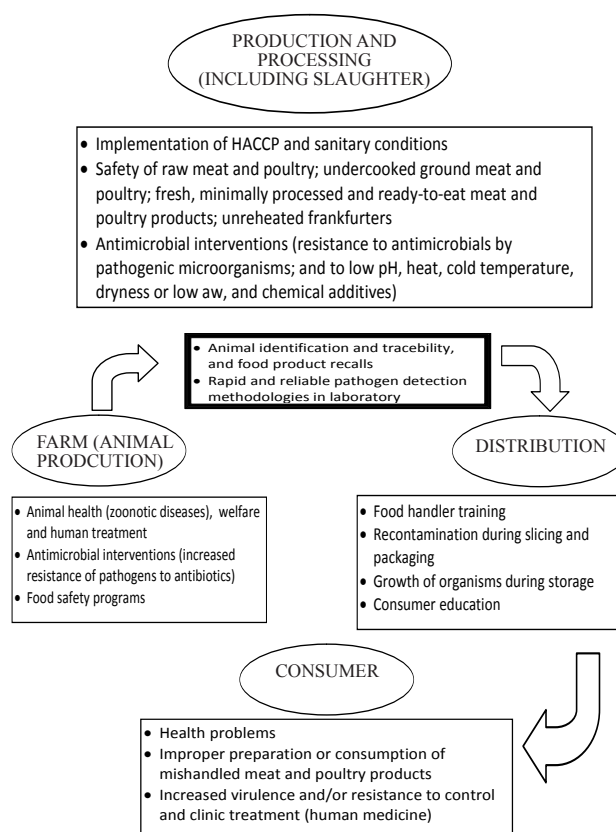 PRODUCTION AND
PROCESSING
(INCLUDING SLAUGHTER)
• Implementation of HACCP and sanitary conditions
• Safety of raw meat and poultry; undercooked ground meat and
poultry; fresh, minimally processed and ready-to-eat meat and
poultry products; unreheated frankfurters
• Antimicrobial interventions (resistance to antimicrobials by
pathogenic microorganisms; and to low pH, heat, cold temperature,
dryness or low aw, and chemical additives)
• Animal identification and tracebility,
and food product recalls
• Rapid and reliable pathogen detection
methodologies in laboratory
FARM (ANIMAL
PRODCUTION)
• Animal health (zoonotic diseases), welfare
and human treatment
• Antimicrobial interventions (increased
resistance of pathogens to antibiotics)
• Food safety programs
DISTRIBUTION
• Food handler training
• Recontamination during slicing and
packaging
• Growth of organisms during storage
• Consumer education
CONSUMER
• Health problems
• Improper preparation or consumption of
mishandled meat and poultry products
• Increased virulence and/or resistance to control
and clinic treatment (human medicine)